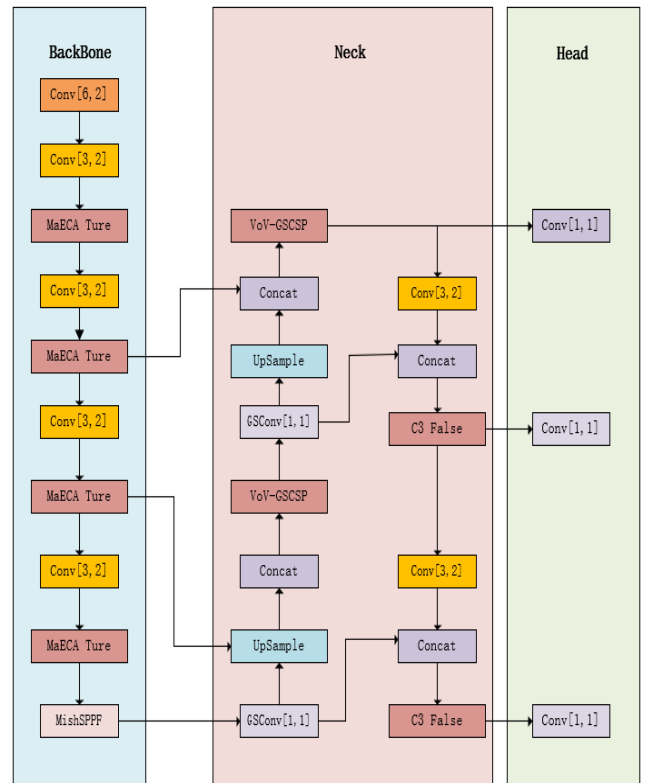 BackBone
Conv[6,2]
Conv[3,2]
MaECA Ture
Conv[3,2]
MaECA Ture
Conv[3,2]
MaECA Ture
Conv[3,2]
MaECA Ture
MishSPPF
Neck
VoV-GSCSP
Concat
UpSample
GSConv[1,1]
VoV-GSCSP
Concat
UpSample
GSConv[1,1]
Conv[3,2]
Concat
C3 False
Conv[3,2]
Concat
C3 False
Head
Conv[1,1]
Conv[1,1]
Conv[1,1]